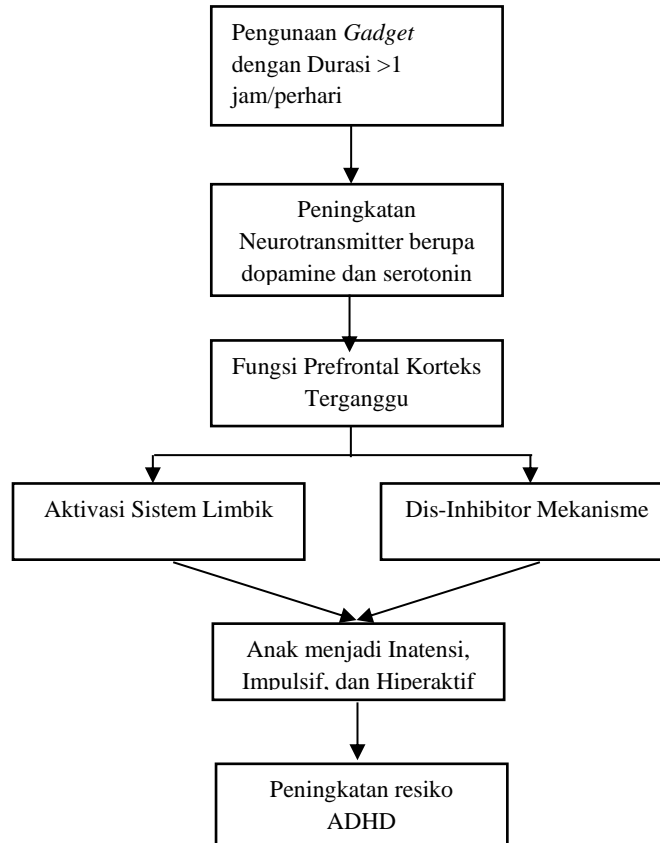 Pengunaan Gadget
dengan Durasi >1
jam/perhari
Peningkatan
Neurotransmitter berupa
dopamine dan serotonin
Fungsi Prefrontal Korteks
Terganggu
Aktivasi Sistem Limbik
Dis-Inhibitor Mekanisme
Anak menjadi Inatensi,
Impulsif, dan Hiperaktif
Peningkatan resiko
ADHD